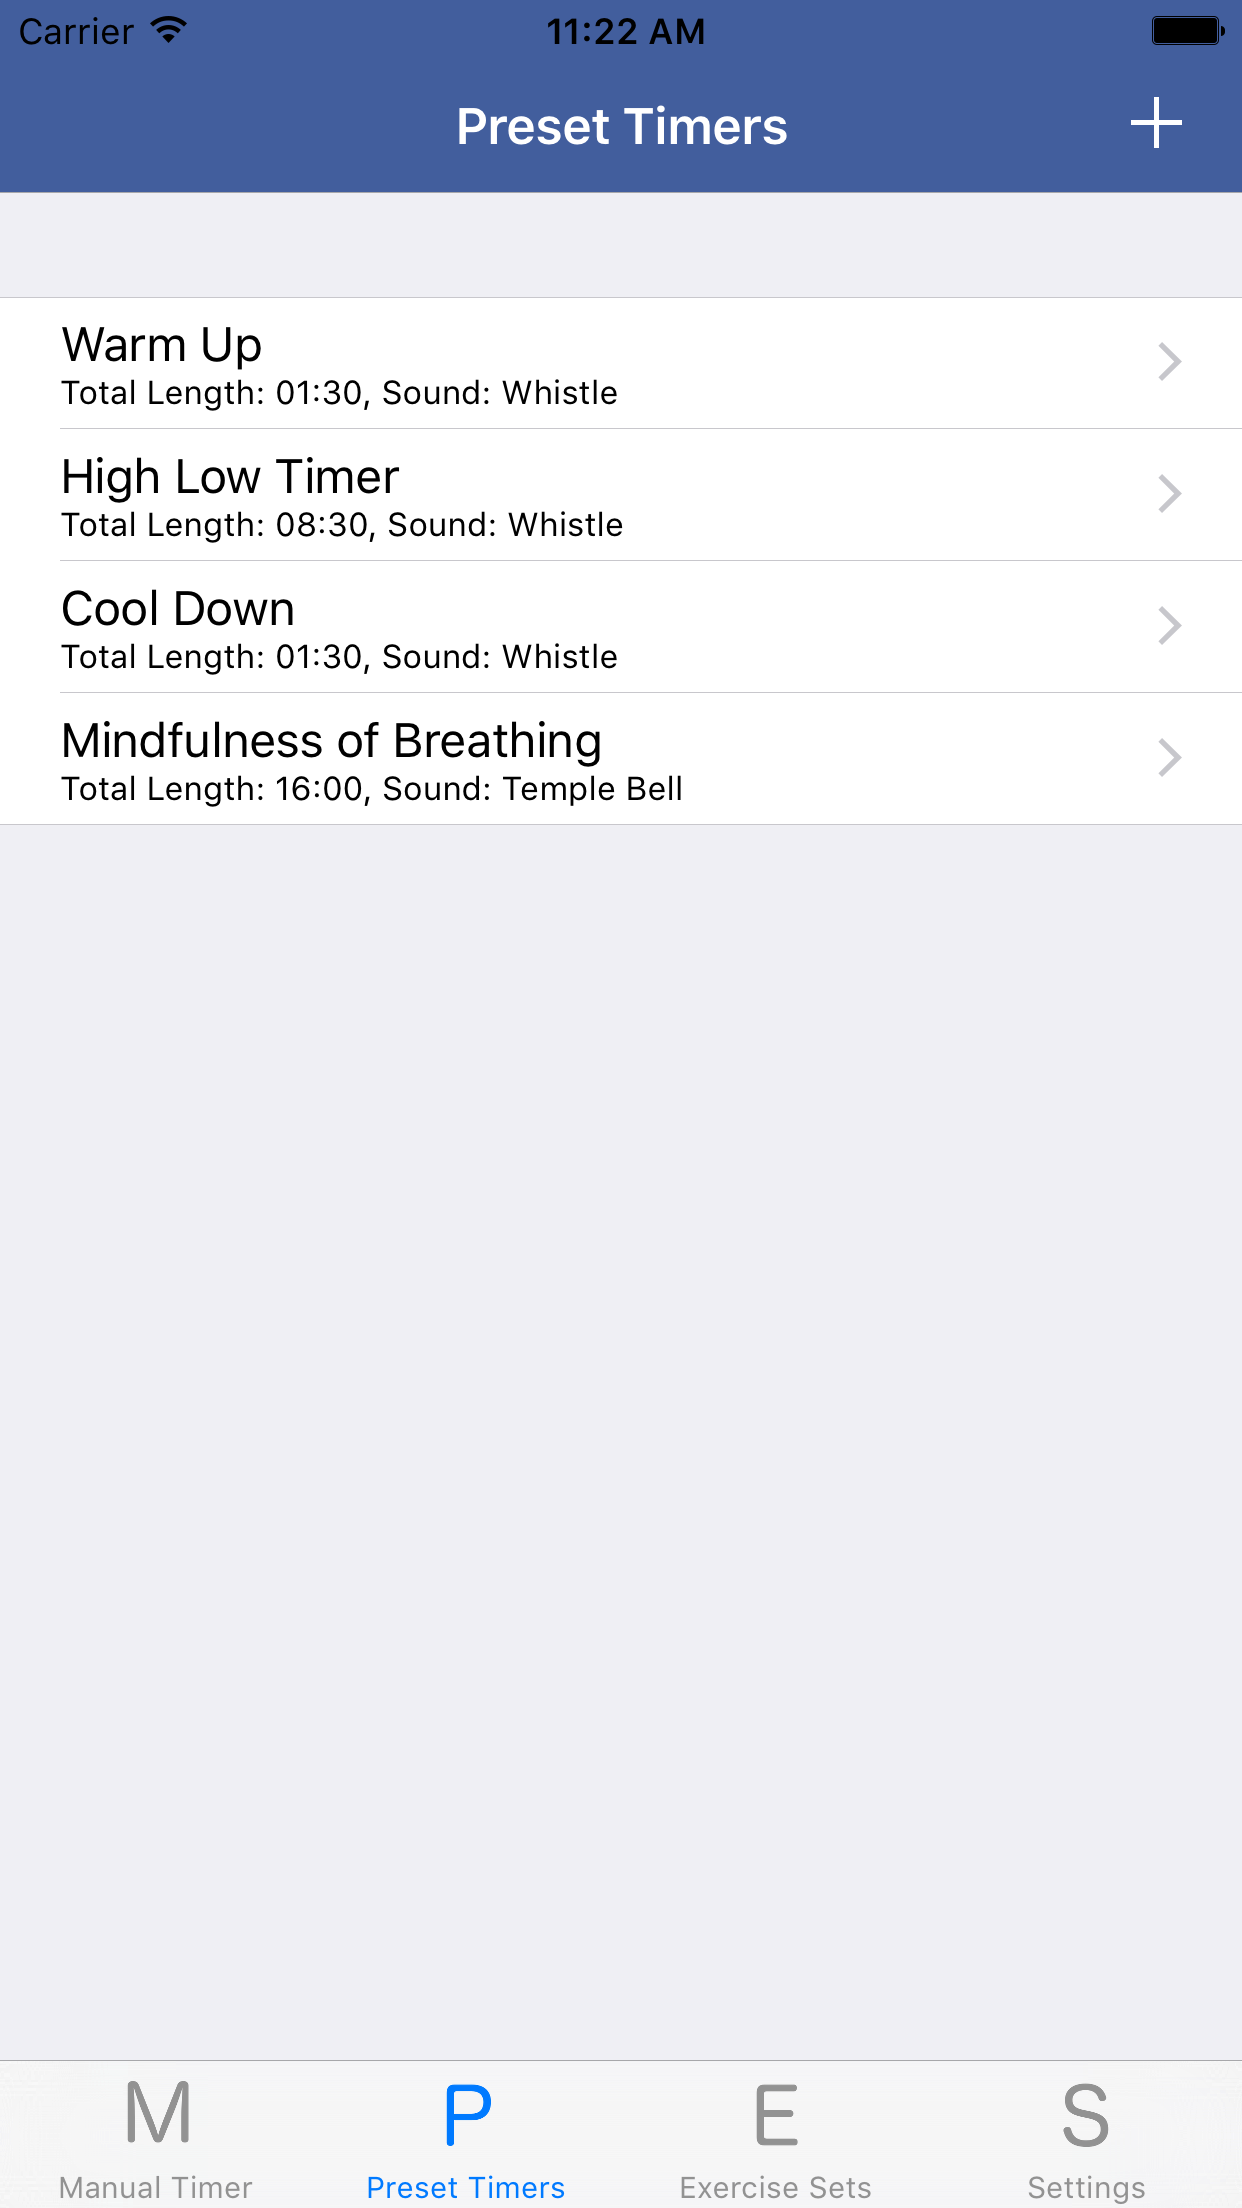 Carrier 11:22 AM
Preset Timers
Warm Up
Total Length: 01:30, Sound: Whistle
High Low Timer
Total Length: 08:30, Sound: Whistle
Cool Down
Total Length: 01:30, Sound: Whistle
Mindfulness of Breathing
Total Length: 16:00, Sound: Temple Bell
M P E S
Manual Timer Preset Timers Exercise Sets Settings